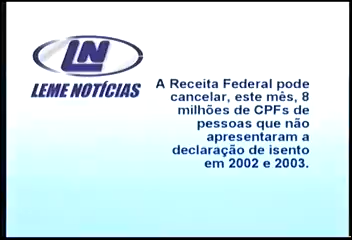 LN
LEME NOTÍCIAS
A Receita Federal pode
cancelar, este mês, 8
milhões de CPFs de
pessoas que não
apresentaram a
declaração de isento
em 2002 e 2003.